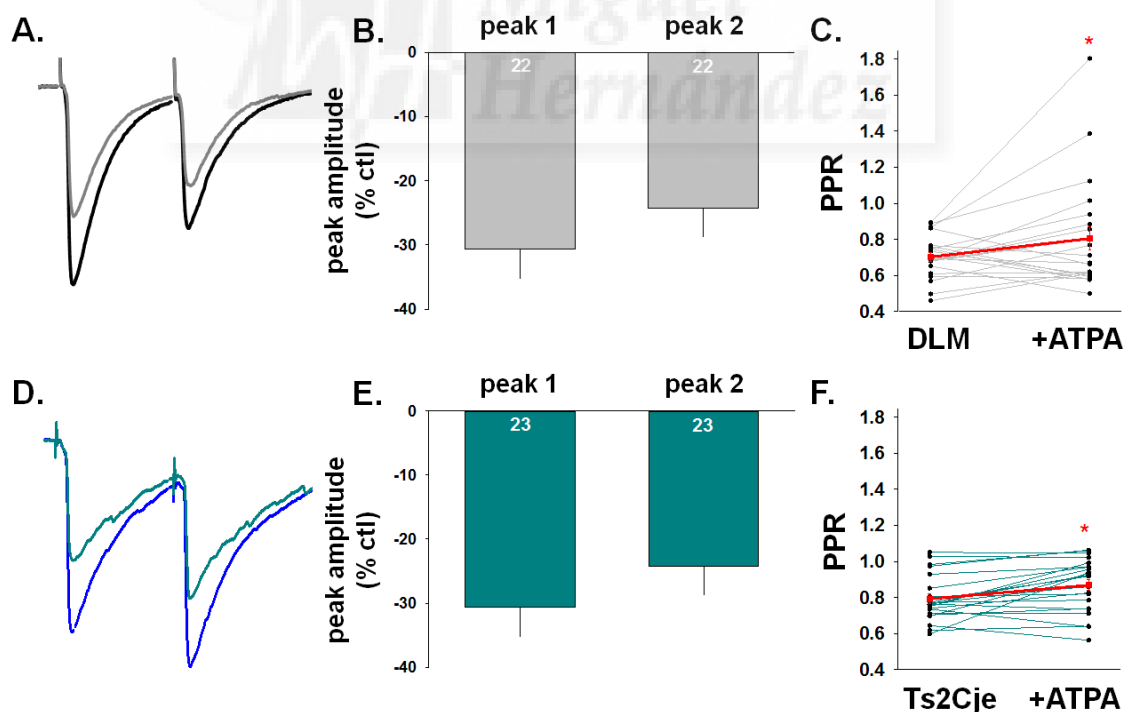 Miguel
Hernández
A.
B.
peak 1
peak 2
C.
peak amplitude
(% ctl)
0
-10
-20
-30
-40
22
22
PPR
1.8
1.6
1.4
1.2
1.0
0.8
0.6
0.4
*
DLM
+ATPA
D.
E.
peak 1
peak 2
F.
peak amplitude
(% ctl)
0
-10
-20
-30
-40
23
23
PPR
1.8
1.6
1.4
1.2
1.0
0.8
0.6
0.4
*
Ts2Cje
+ATPA